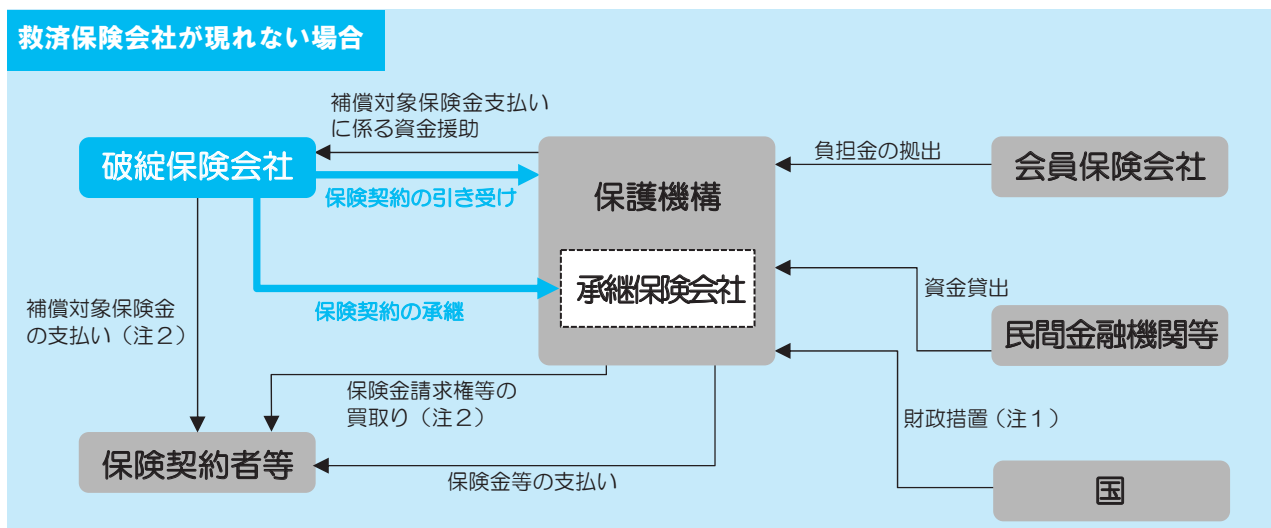 救済保険会社が現れない場合
補償対象保険金支払い
に係る資金援助
破綻保険会社
保険契約の引き受け
保護機構
負担金の拠出
会員保険会社
承継保険会社
保険契約の承継
補償対象保険金
の支払い（注２）
資金貸出
民間金融機関等
保険金請求権等の
買取り（注２）
財政措置（注１）
保険契約者等
保険金等の支払い
国